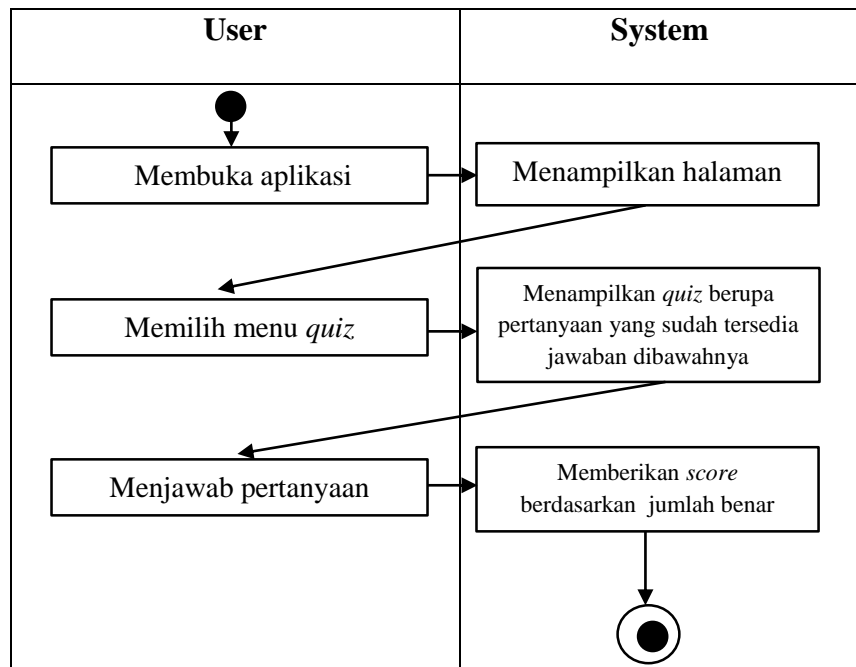 User
System
Membuka aplikasi
Menampilkan halaman
Memilih menu quiz
Menampilkan quiz berupa
pertanyaan yang sudah tersedia
jawaban dibawahnya
Menjawab pertanyaan
Memberikan score
berdasarkan jumlah benar